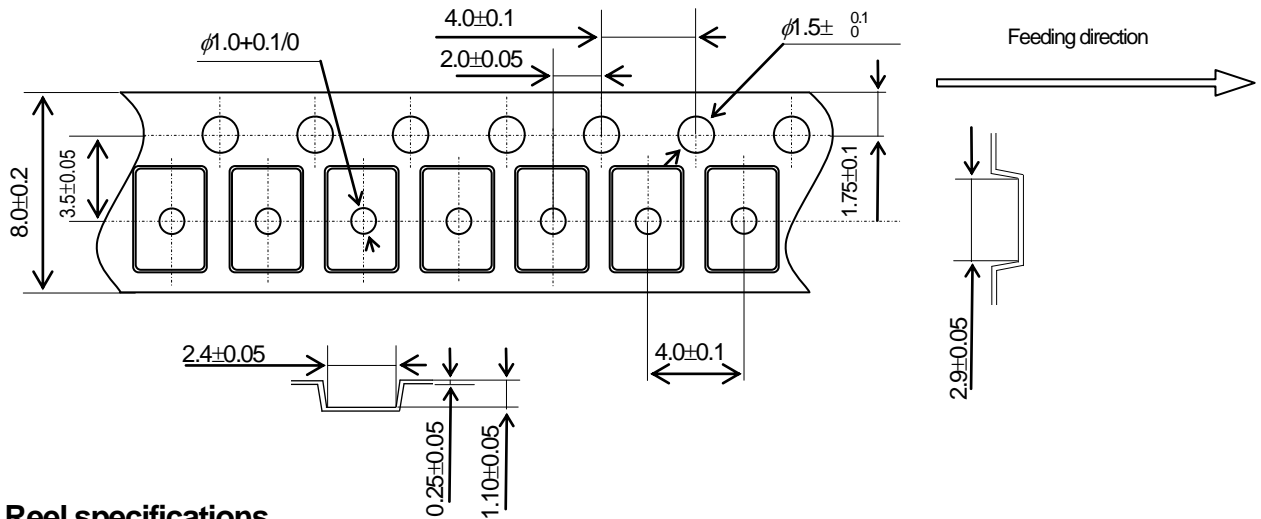 4.0±0.1
ϕ1.5± 0.1 0
ϕ1.0+0.1/0
2.0±0.05
Feeding direction
8.0±0.2
3.5±0.05
1.75±0.1
2.9±0.05
2.4±0.05
4.0±0.1
0.25±0.05
1.10±0.05
Reel specifications